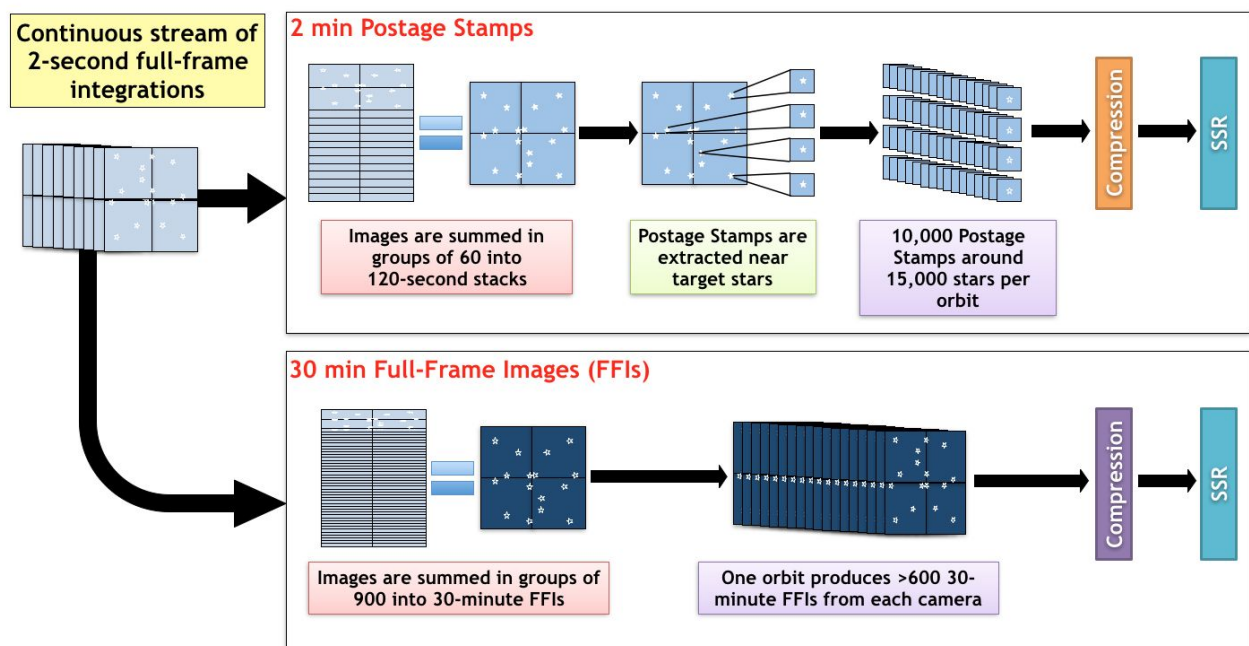 Continuous stream of
2-second full-frame
integrations
2 min Postage Stamps
Images are summed in
groups of 60 into
120-second stacks
Postage Stamps are
extracted near
target stars
10,000 Postage
Stamps around
15,000 stars per
orbit
Compression
SSR
30 min Full-Frame Images (FFIs)
Images are summed in groups of
900 into 30-minute FFIs
One orbit produces >600 30-
minute FFIs from each camera
Compression
SSR